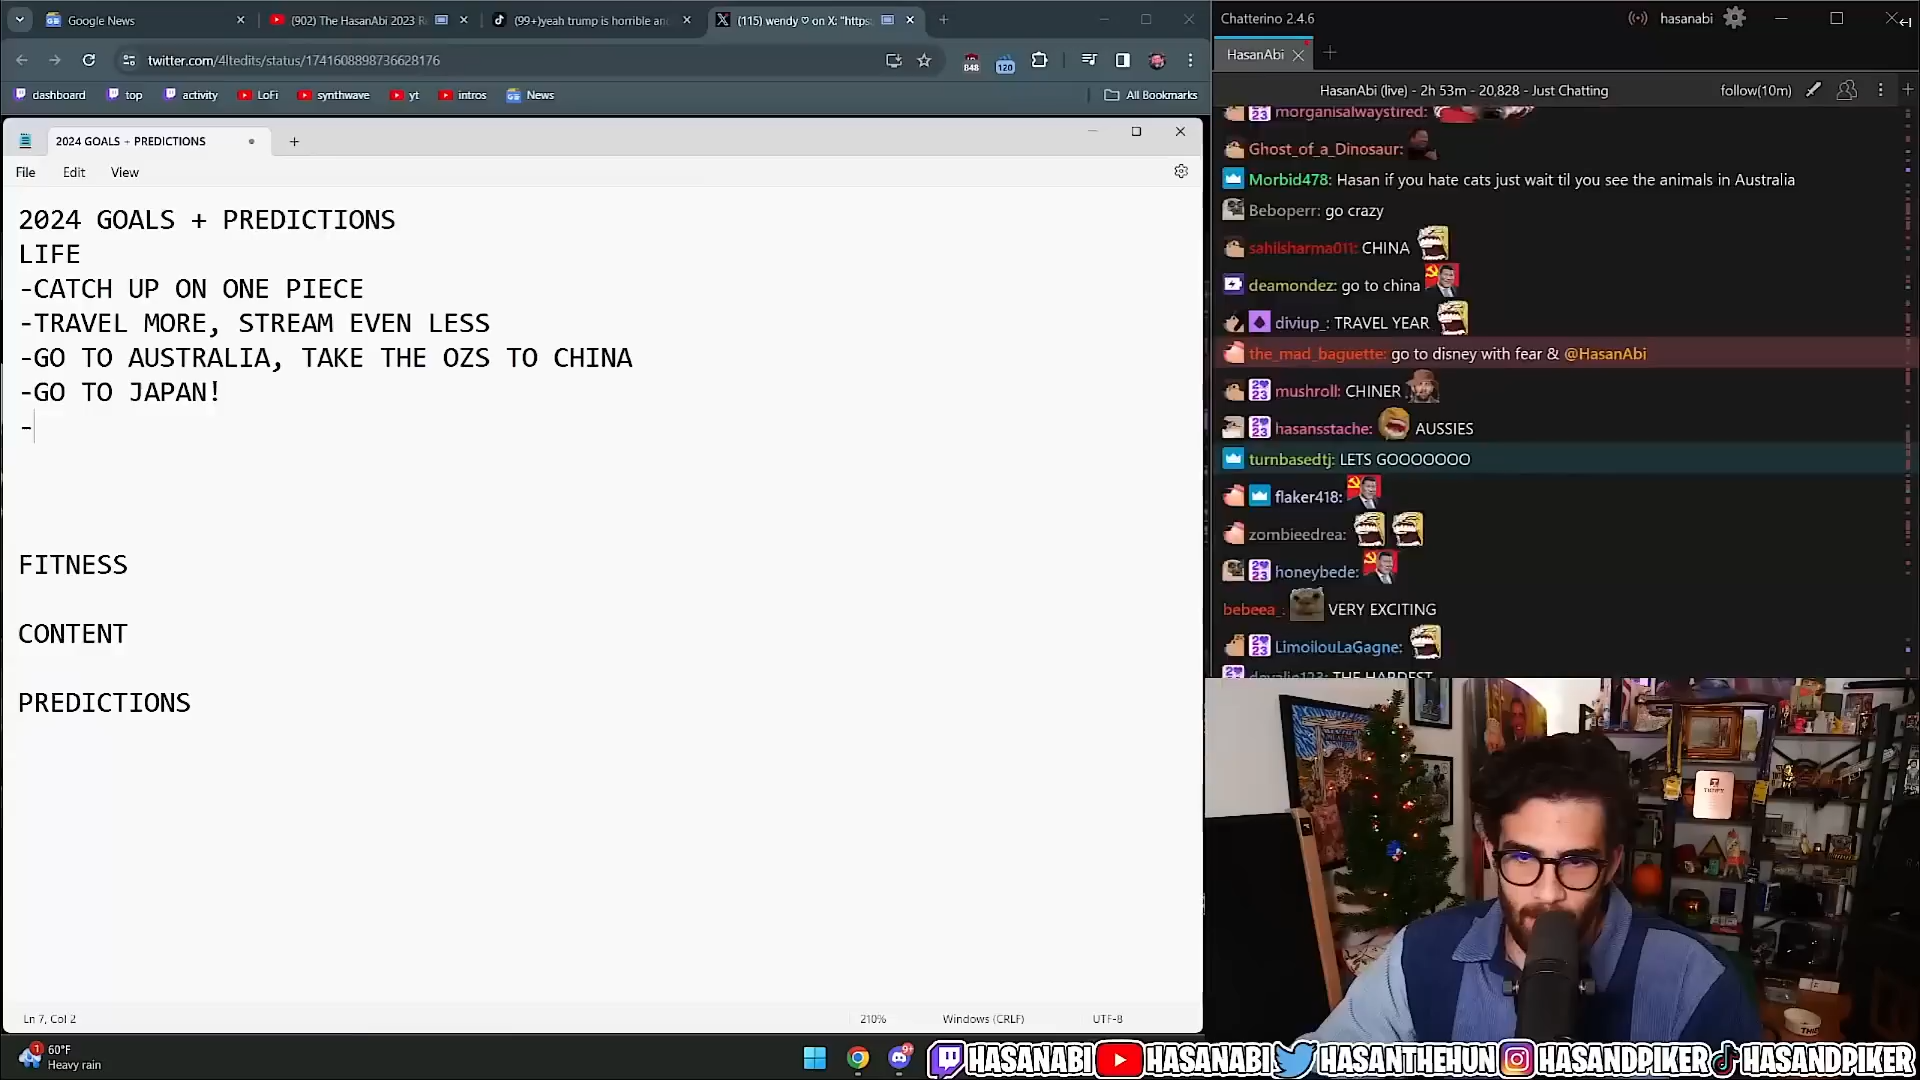 Google News
(902) The HasanAbi 2023 R
(99+)yeah trump is horrible an
(115) wendy ♡ on X: "https:
twitter.com/4ltedits/status/1741608898736628176
848
120
dashboard
top
activity
LoFi
synthwave
yt
intros
News
All Bookmarks
2024 GOALS + PREDICTIONS
File
Edit
View
2024 GOALS + PREDICTIONS
LIFE
-CATCH UP ON ONE PIECE
-TRAVEL MORE, STREAM EVEN LESS
-GO TO AUSTRALIA, TAKE THE OZS TO CHINA
-GO TO JAPAN!
-
FITNESS
CONTENT
PREDICTIONS
Ln 7, Col 2
210%
Windows (CRLF)
UTF-8
Chatterino 2.4.6
hasanabi
HasanAbi
HasanAbi (live) - 2h 53m - 20,828 - Just Chatting
follow(10m)
morganisalwaystired:
Ghost_of_a_Dinosaur:
Morbid478: Hasan if you hate cats just wait til you see the animals in Australia
Beboperr: go crazy
sahilsharma011: CHINA
deamondez: go to china
diviup_: TRAVEL YEAR
the_mad_baguette: go to disney with fear & @HasanAbi
mushroll: CHINER
hasansstache: AUSSIES
turnbasedtj: LETS GOOOOOOO
flaker418:
zombieedrea:
honeybede:
bebeea_: VERY EXCITING
LimoilouLaGagne:
THE HARDEST
1
60°F
Heavy rain
9+
HASANABI
HASANABI
HASANTHEHUN
HASANDPIKER
HASANDPIKER